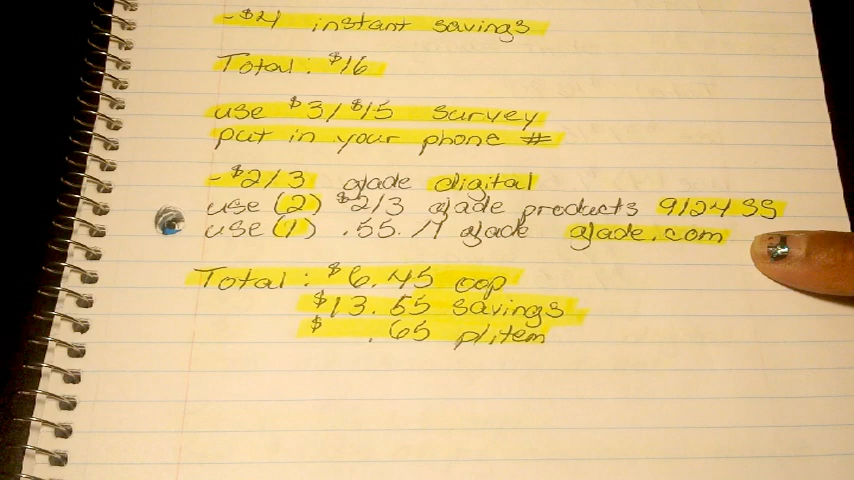 -$4 instant savings
Total: $16
use $3/$15 survey
put in your phone #
-$2/3 glade digital
use (2) $2/3 glade products 9/24 SS
use (1) .55./1 glade glade.com
Total: $6.45 oop
$13.55 savings
$ .65 p/item